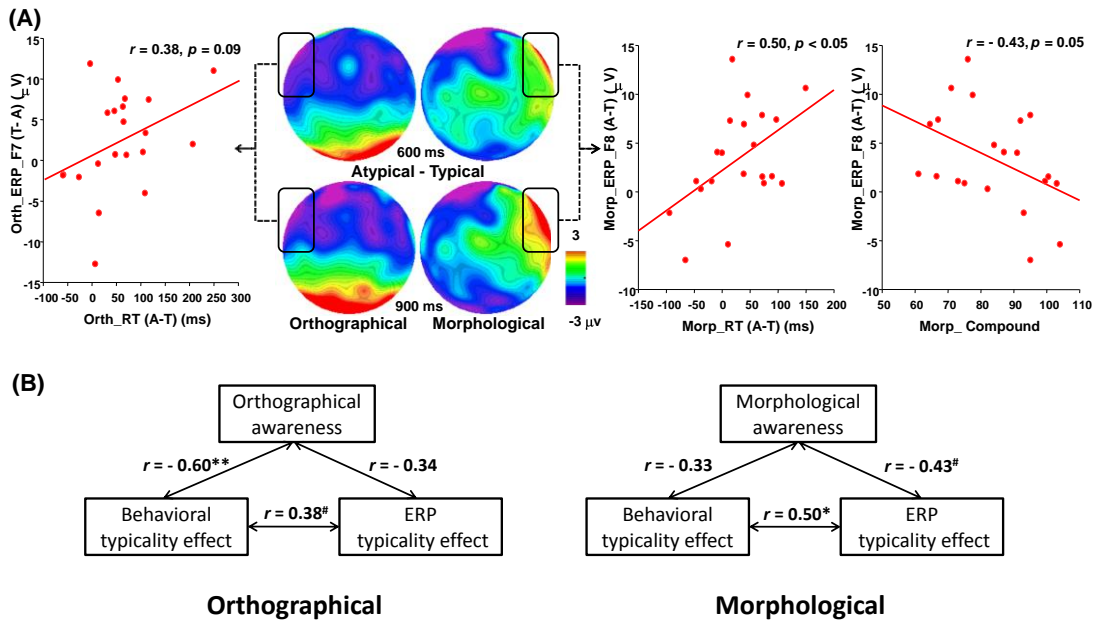 (A)
r = 0.38, p = 0.09
Orth_ERP_F7 (T- A) (_V)
15
10
5
0
-5
-10
-15
-100
-50
0
50
100
150
200
250
300
Orth_RT (A-T) (ms)
600 ms
Atypical - Typical
900 ms
Orthographical
Morphological
3
-3 μv
r = 0.50, p < 0.05
Morp_ERP_F8 (A-T) (μ_V)
15
10
5
0
-5
-10
-150
-100
-50
0
50
100
150
200
Morp_RT (A-T) (ms)
r = - 0.43, p = 0.05
Morp_ERP_F8 (A-T) (μ_V)
15
10
5
0
-5
-10
50
60
70
80
90
100
110
Morp_ Compound
(B)
Orthographical
awareness
r = - 0.60**
r = - 0.34
Behavioral
typicality effect
r = 0.38#
ERP
typicality effect
Orthographical
Morphological
awareness
r = - 0.33
r = - 0.43#
Behavioral
typicality effect
r = 0.50*
ERP
typicality effect
Morphological